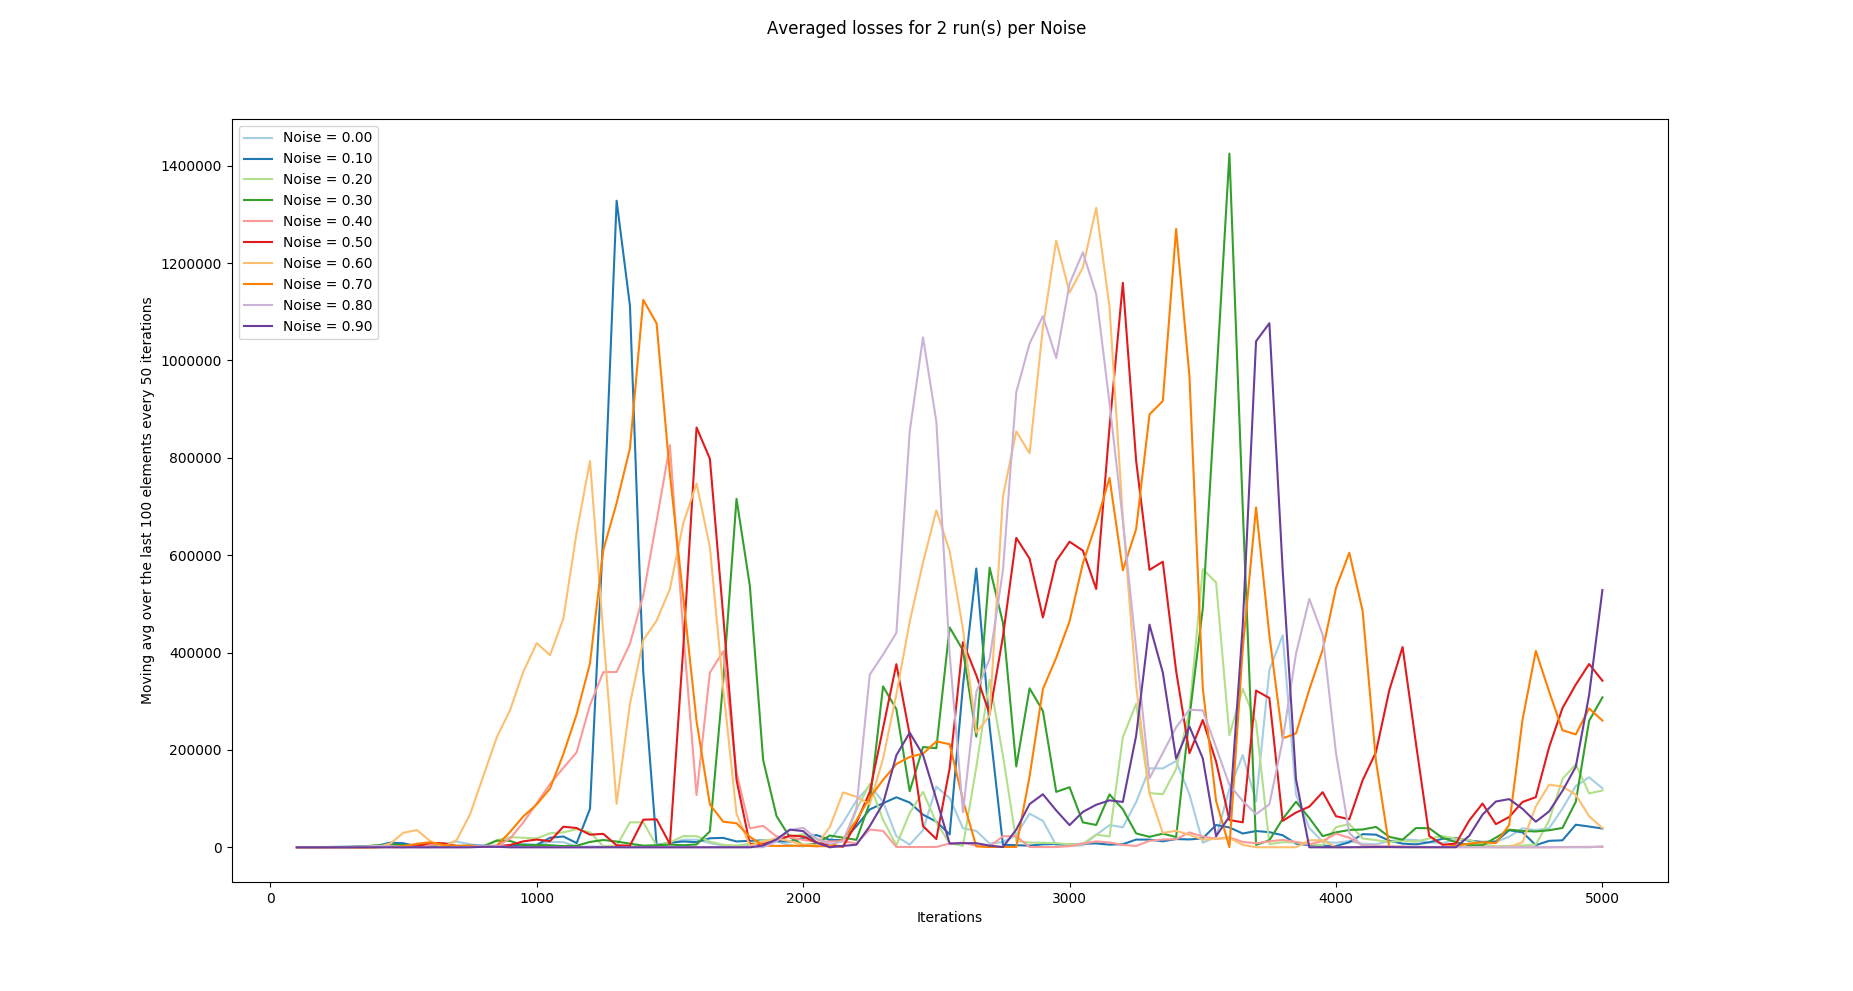 Averaged losses for 2 run(s) per Noise
Noise = 0.00
Noise = 0.10
Noise = 0.20
Noise = 0.30
Noise = 0.40
Noise = 0.50
Noise = 0.60
Noise = 0.70
Noise = 0.80
Noise = 0.90
Moving avg over the last 100 elements every 50 iterations
1400000
1200000
1000000
800000
600000
400000
200000
0
0 1000 2000 3000 4000 5000
Iterations